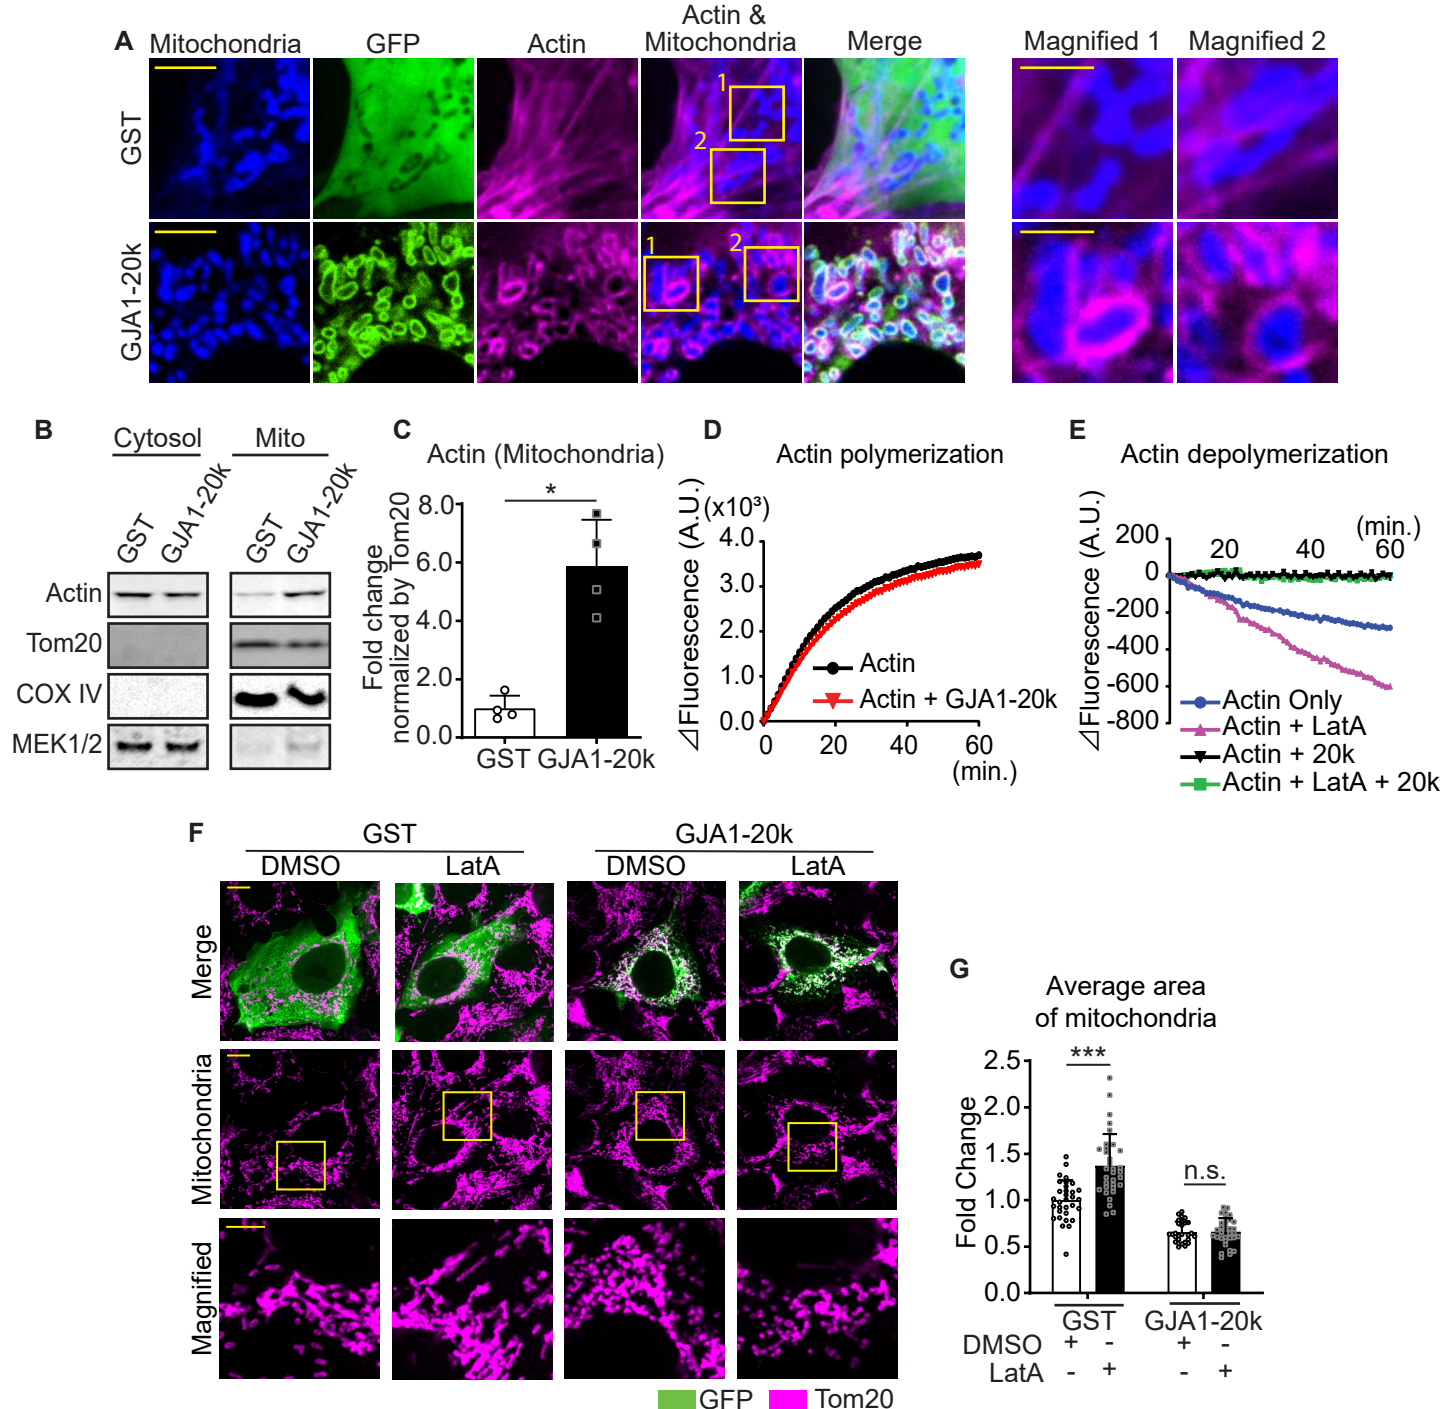 A
Mitochondria
GFP
Actin
Actin &
Mitochondria
Merge
Magnified 1
Magnified 2
GST
1
2
GJA1-20k
1
2
B
Cytosol
Mito
GST
GJA1-20k
GST
GJA1-20k
Actin
Tom20
COX IV
MEK1/2
C
Actin (Mitochondria)
*
Fold change
normalized by Tom20
8.0
6.0
4.0
2.0
0.0
GST
GJA1-20k
D
Actin polymerization
(x10³)
⊿Fluorescence (A.U.)
4.0
3.0
2.0
1.0
0.0
Actin
Actin + GJA1-20k
0
20
40
60
(min.)
E
Actin depolymerization
⊿Fluorescence (A.U.)
(min.)
200
0
-200
-400
-600
-800
20
40
60
Actin Only
Actin + LatA
Actin + 20k
Actin + LatA + 20k
F
GST
GJA1-20k
DMSO
LatA
DMSO
LatA
Merge
Mitochondria
Magnified
GFP
Tom20
G
Average area
of mitochondria
Fold Change
2.5
2.0
1.5
1.0
0.5
0.0
***
n.s.
GST
GJA1-20k
DMSO + - + -
LatA - + - +